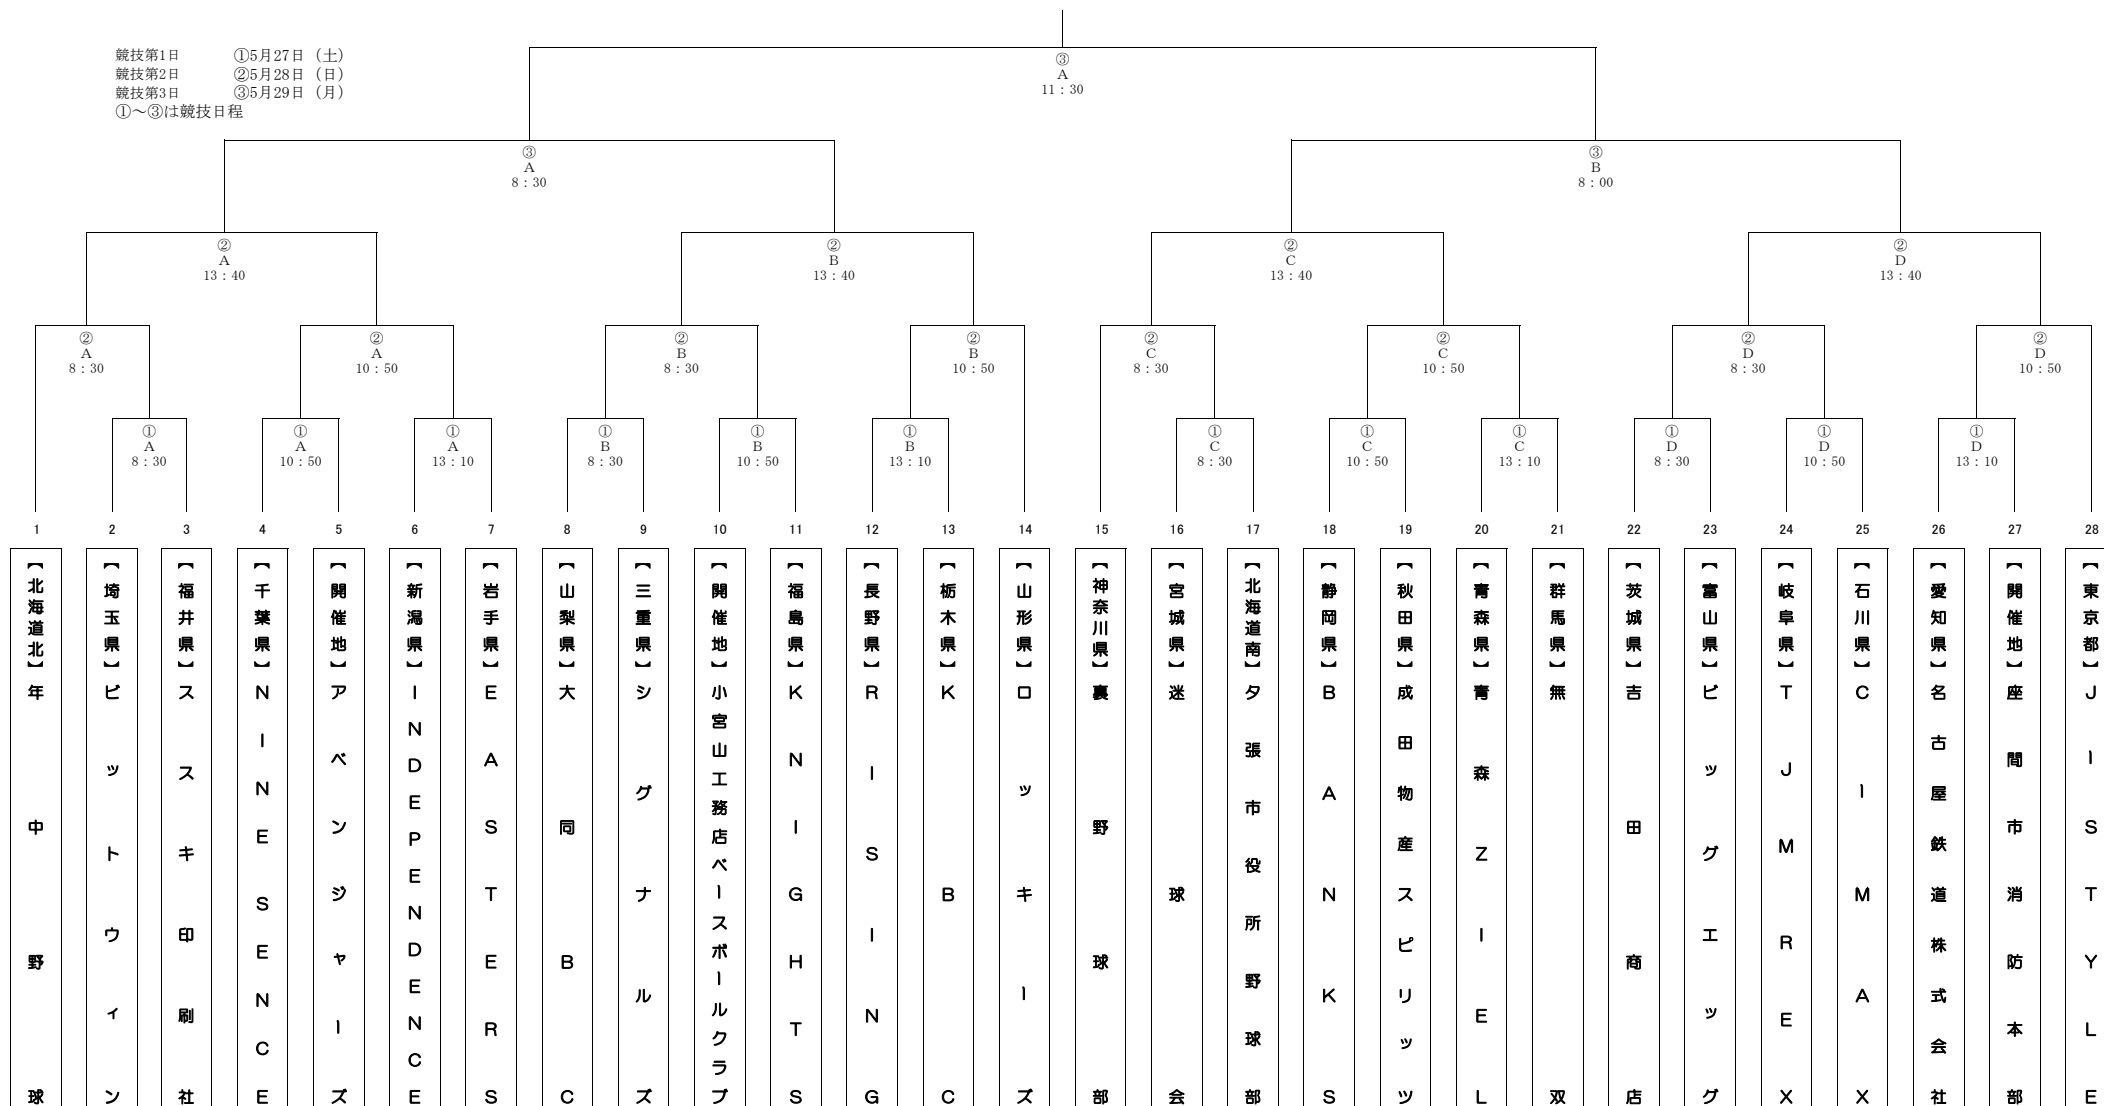 競技第1日 ①5月27日（土）
競技第2日 ②5月28日（日）
競技第3日 ③5月29日（月）
①～③は競技日程
③
A
11：30
③
A
8：30
③
B
8：00
②
A
13：40
②
B
13：40
②
C
13：40
②
D
13：40
②
A
8：30
②
A
10：50
②
B
8：30
②
B
10：50
②
C
8：30
②
C
10：50
②
D
8：30
②
D
10：50
①
A
8：30
①
A
10：50
①
A
13：10
①
B
8：30
①
B
10：50
①
B
13：10
①
C
8：30
①
C
10：50
①
C
13：10
①
D
8：30
①
D
10：50
①
D
13：10
1
2
3
4
5
6
7
8
9
10
11
12
13
14
15
16
17
18
19
20
21
22
23
24
25
26
27
28
【北海道北】年中野球
【埼玉県】ビットウィン
【福井県】ススキ印刷社
【千葉県】NINE SENCE
【開催地】アベンジャーズ
【新潟県】INDEPENDENCE
【岩手県】EASTERS
【山梨県】大同BC
【三重県】シグナルズ
【開催地】小宮山工務店ベースボールクラブ
【福島県】KNIGHTS
【長野県】RISING
【栃木県】KBC
【山形県】ロッキーズ
【神奈川県】裏野球部
【宮城県】迷球会
【北海道南】夕張市役所野球部
【静岡県】BANKS
【秋田県】成田物産スピリッツ
【青森県】青森ZIEL
【群馬県】無双
【茨城県】吉田商店
【富山県】ビッグエッグ
【岐阜県】TJMREX
【石川県】CIMAX
【愛知県】名古屋鉄道株式会社
【開催地】座間市消防本部
【東京都】JISTYLE